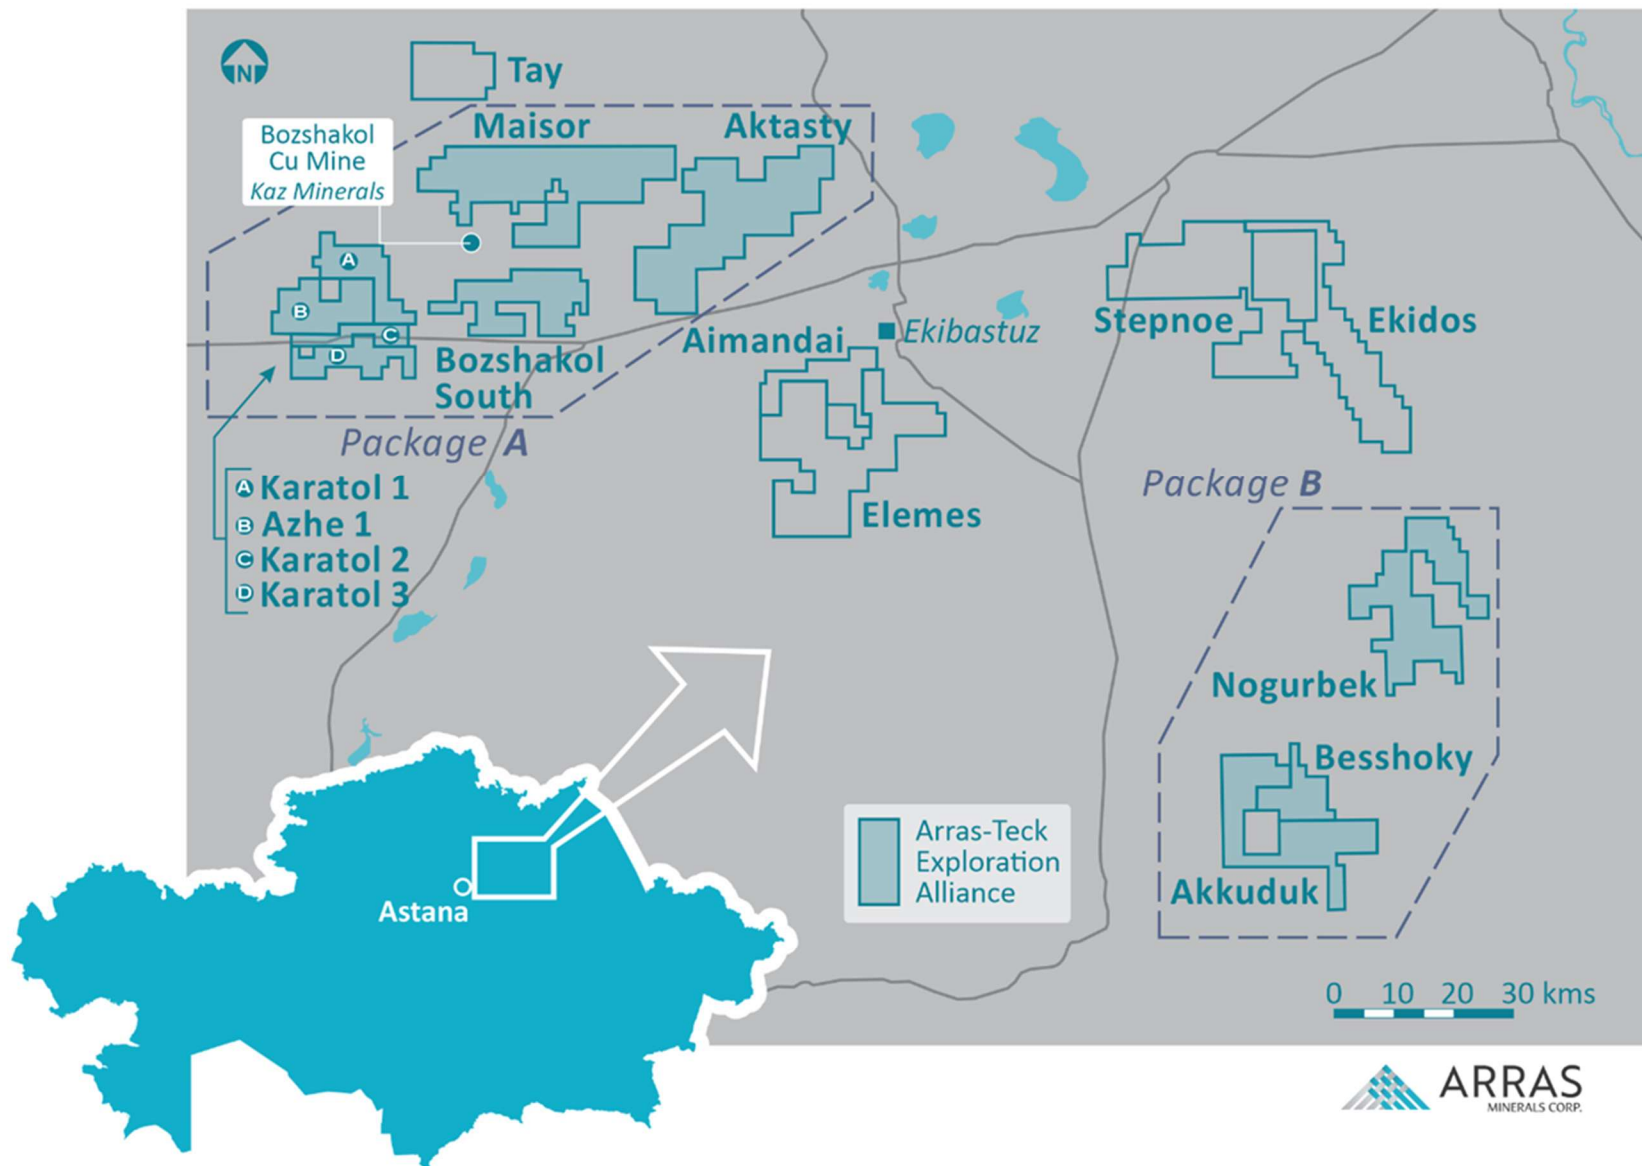 N
Tay
Maisor
Aktasty
Bozshakol
Cu Mine
Kaz Minerals
A
B
C
D
Bozshakol
South
Aimandai
Ekibastuz
Stepnoe
Ekidos
Package A
A Karatol 1
B Azhe 1
C Karatol 2
D Karatol 3
Elemes
Package B
Nogurbek
Besshoky
Akkuduk
Arras-Teck
Exploration
Alliance
Astana
0 10 20 30 kms
ARRAS
MINERALS CORP.